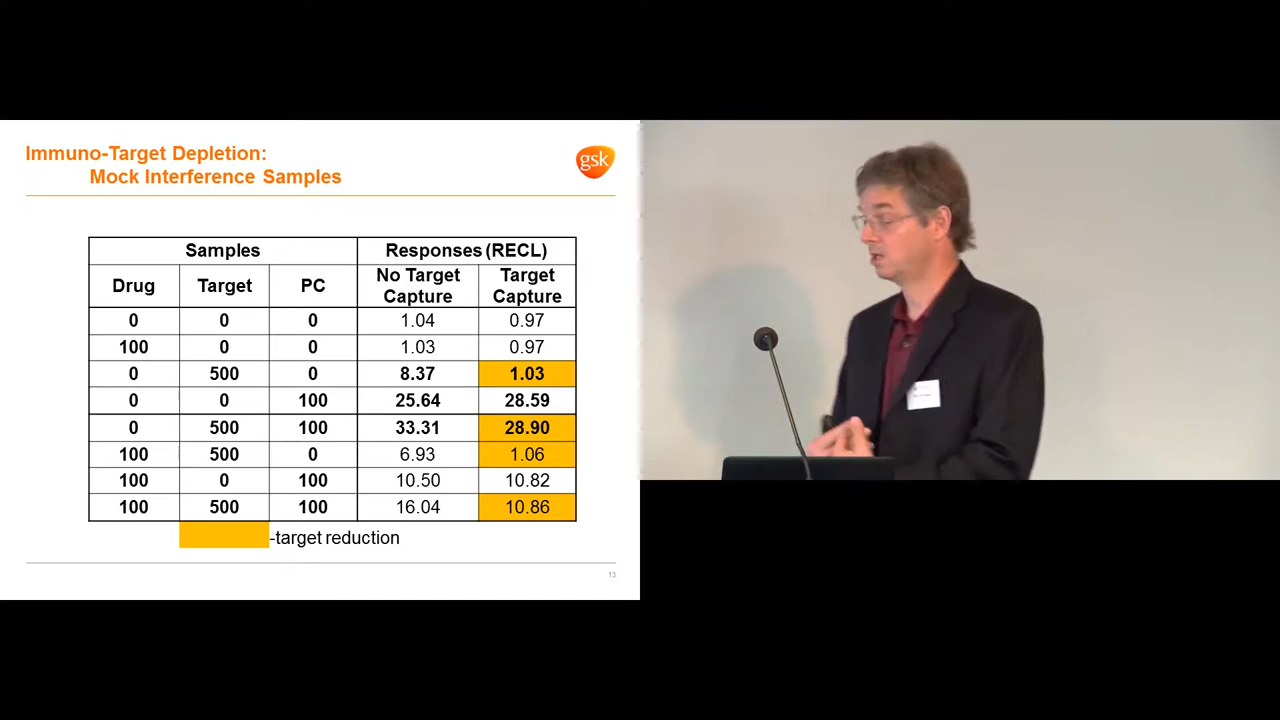 Immuno-Target Depletion:
Mock Interference Samples
gsk
Samples Responses (RECL)
Drug Target PC No Target Capture Target Capture
0 0 0 1.04 0.97
100 0 0 1.03 0.97
0 500 0 8.37 1.03
0 0 100 25.64 28.59
0 500 100 33.31 28.90
100 500 0 6.93 1.06
100 0 100 10.50 10.82
100 500 100 16.04 10.86
-target reduction
13